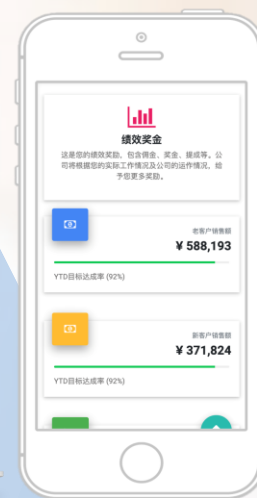 绩效奖金
这是您的绩效奖励，包含佣金、奖金、提成等。公
司将根据您的实际工作情况及公司的运作情况，给
予您更多奖励。
老客户销售额
¥ 588,193
YTD目标达成率 (92%)
新客户销售额
¥ 371,824
YTD目标达成率 (92%)